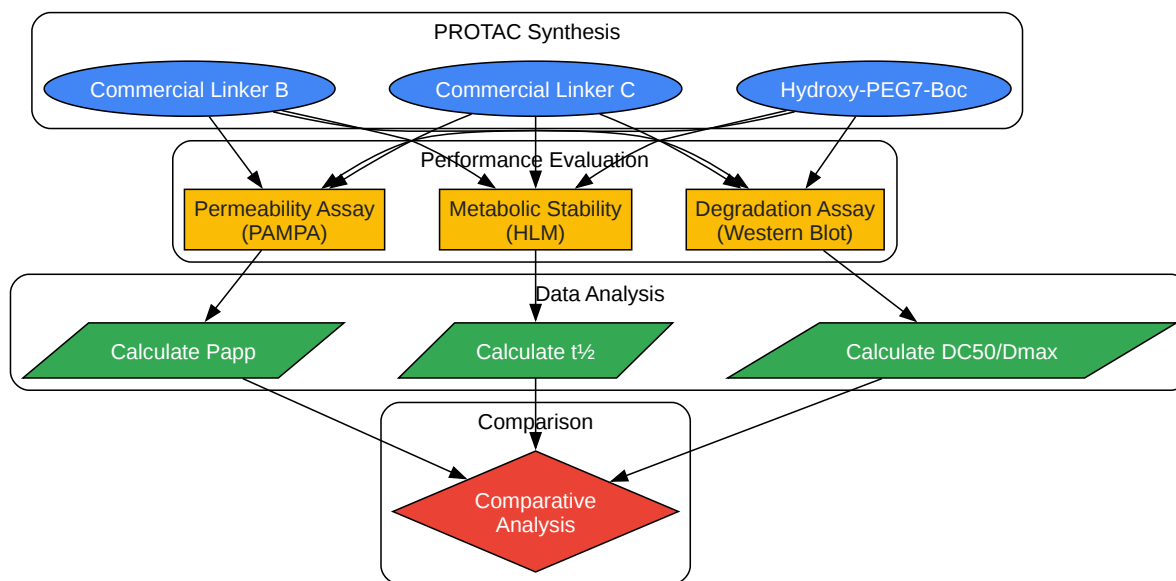 PROTAC Synthesis
Commercial Linker B
Commercial Linker C
Hydroxy-PEG7-Boc
Performance Evaluation
Permeability Assay
(PAMPA)
Metabolic Stability
(HLM)
Degradation Assay
(Western Blot)
Data Analysis
Calculate Papp
Calculate t½
Calculate DC50/Dmax
Comparison
Comparative
Analysis